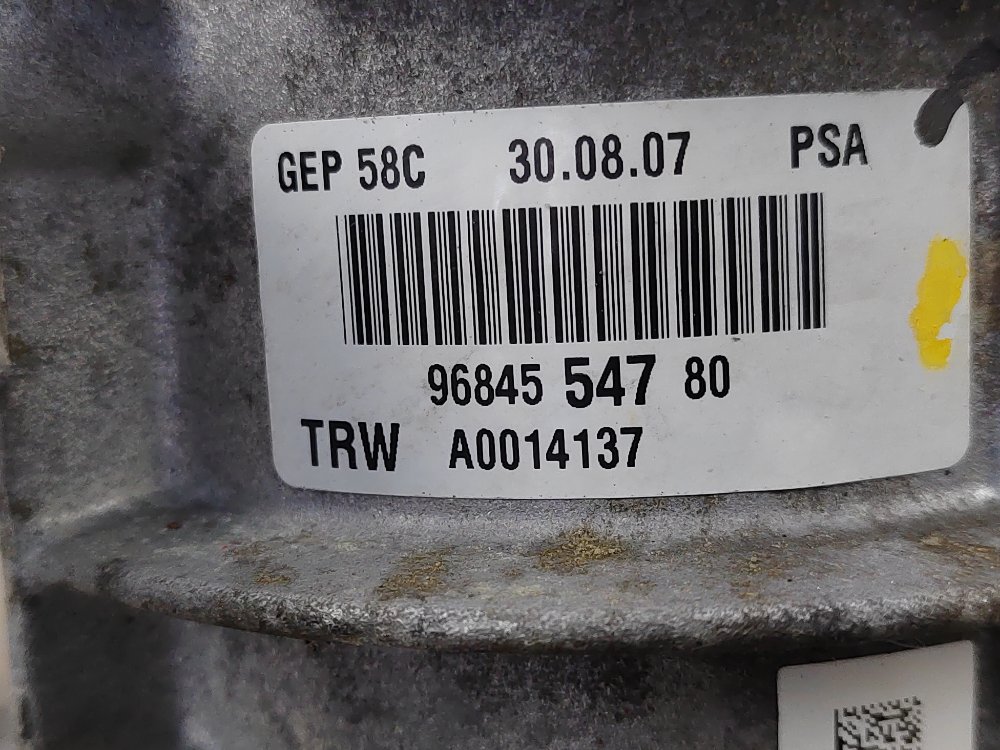 GEP 58C 30.08.07 PSA
96845 547 80
TRW A0014137